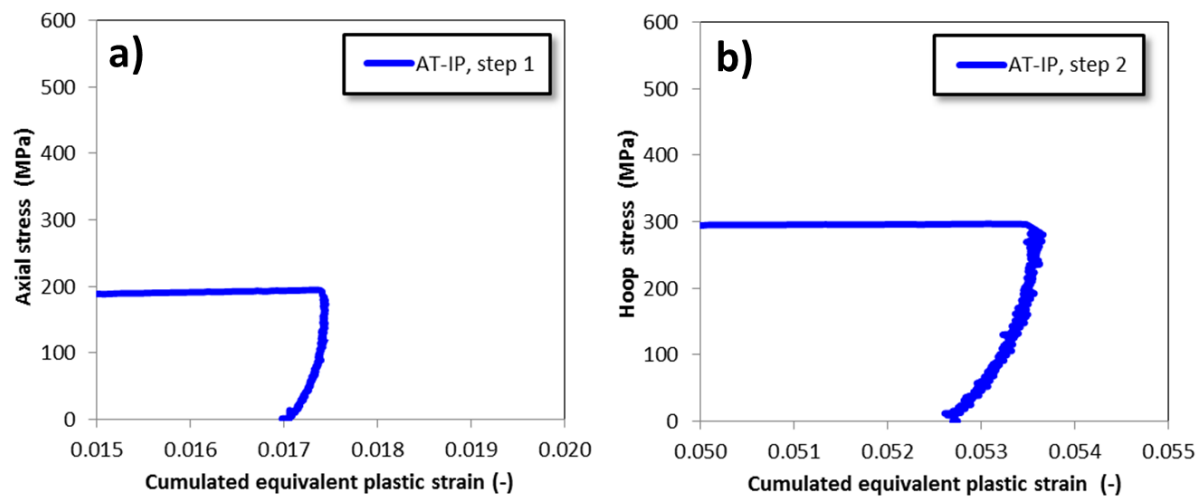 a)
AT-IP, step 1
Axial stress (MPa)
600
500
400
300
200
100
0
0.015 0.016 0.017 0.018 0.019 0.020
Cumulated equivalent plastic strain (-)
b)
AT-IP, step 2
Hoop stress (MPa)
600
500
400
300
200
100
0
0.050 0.051 0.052 0.053 0.054 0.055
Cumulated equivalent plastic strain (-)